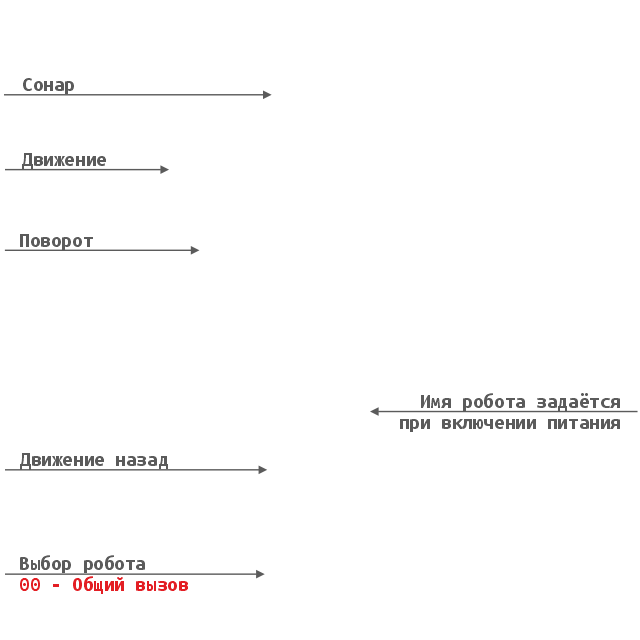 Сонар
Движение
Поворот
Имя робота задаётся
при включении питания
Движение назад
Выбор робота
00 - Общий вызов